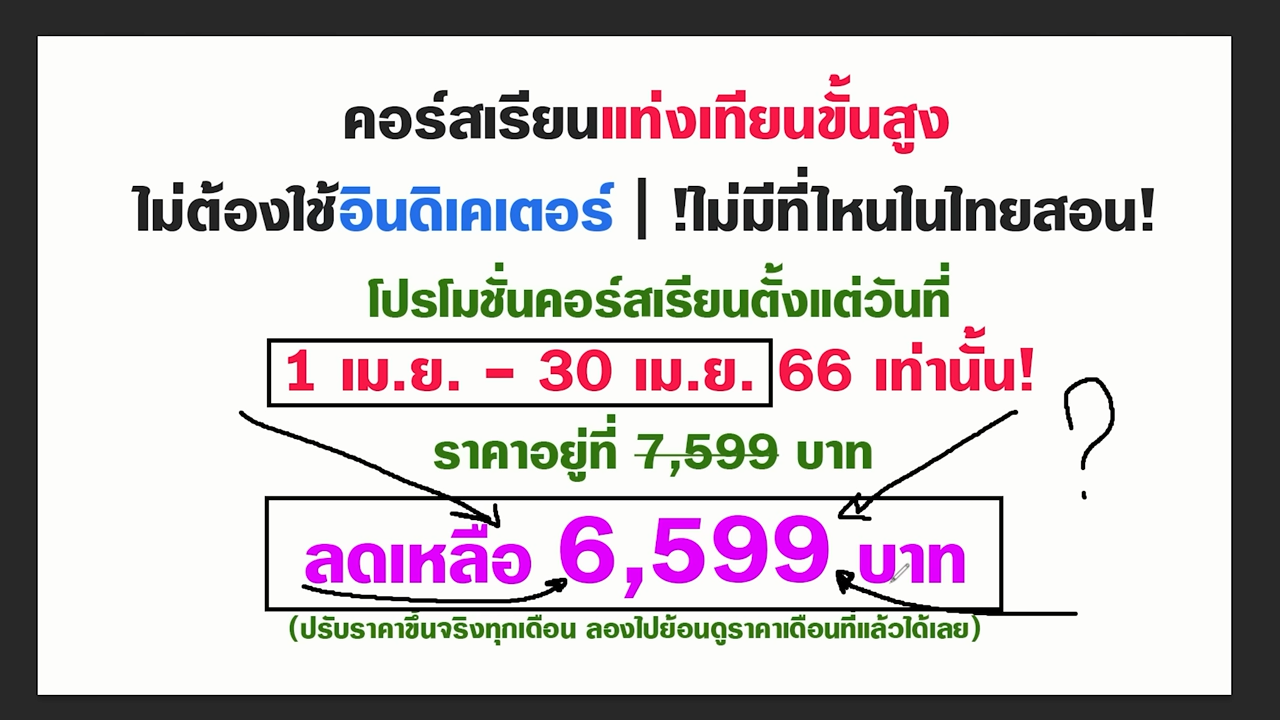 คอร์สเรียนแท่งเทียนขั้นสูง
ไม่ต้องใช้อินดิเคเตอร์ | !ไม่มีที่ไหนในไทยสอน!
โปรโมชั่นคอร์สเรียนตั้งแต่วันที่
1 เม.ย. - 30 เม.ย. 66 เท่านั้น!
ราคาอยู่ที่ 7,599 บาท
?
ลดเหลือ 6,599 บาท
(ปรับราคาขึ้นจริงทุกเดือน ลองไปย้อนดูราคาเดือนที่แล้วได้เลย)